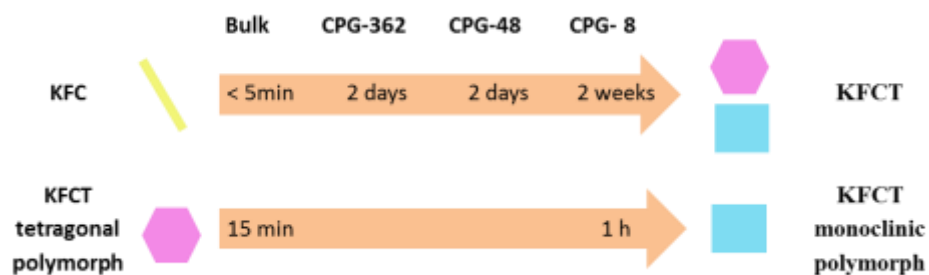 Bulk CPG-362 CPG-48 CPG- 8
KFC < 5min 2 days 2 days 2 weeks KFCT
KFCT KFCT
tetragonal 15 min 1 h monoclinic
polymorph polymorph